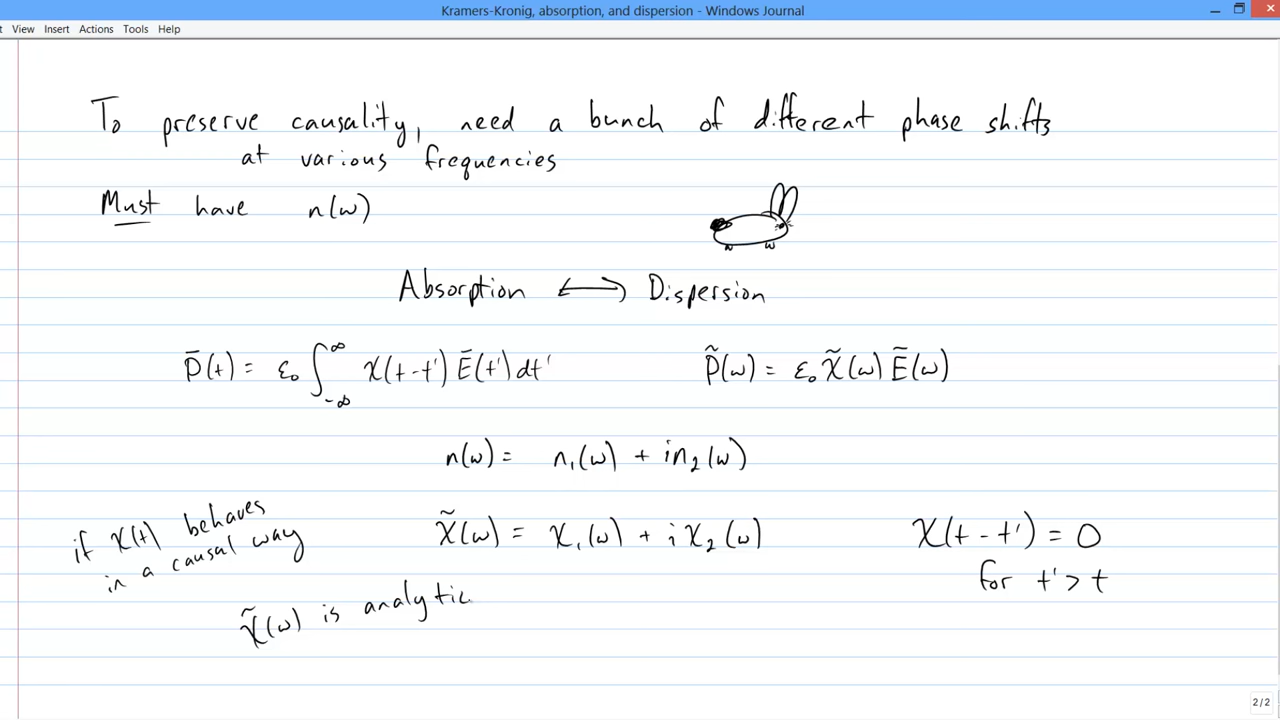 Kramers-Kronig, absorption, and dispersion - Windows Journal
View Insert Actions Tools Help
To preserve causality, need a bunch of different phase shifts
at various frequencies
Must have n(ω)
Absorption ⟷ Dispersion
P̄(t) = ε₀ ∫_{-∞}^{∞} χ(t-t') Ē(t') dt'
P̃(ω) = ε₀ χ̃(ω) Ẽ(ω)
n(ω) = n₁(ω) + in₂(ω)
if χ(t) behaves
in a causal way
χ̃(ω) = χ₁(ω) + iχ₂(ω)
χ(t-t') = 0
for t' > t
χ̃(ω) is analytic
2/2